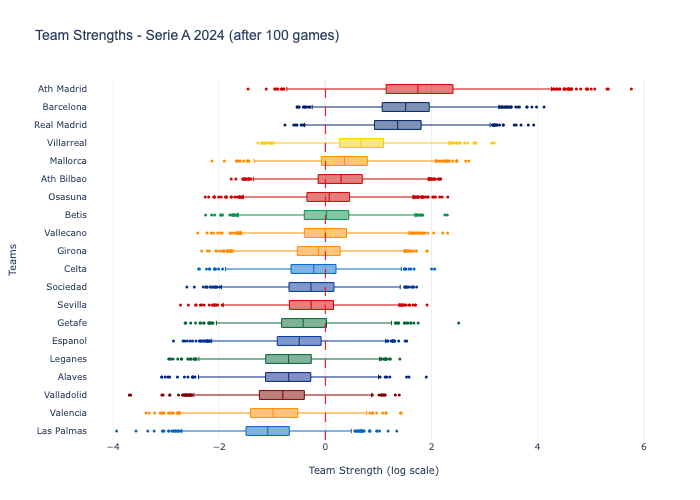 Team Strengths - Serie A 2024 (after 100 games)
Ath Madrid
Barcelona
Real Madrid
Villarreal
Mallorca
Ath Bilbao
Osasuna
Betis
Vallecano
Girona
Celta
Sociedad
Sevilla
Getafe
Espanol
Leganes
Alaves
Valladolid
Valencia
Las Palmas
Teams
−4 −2 0 2 4 6
Team Strength (log scale)